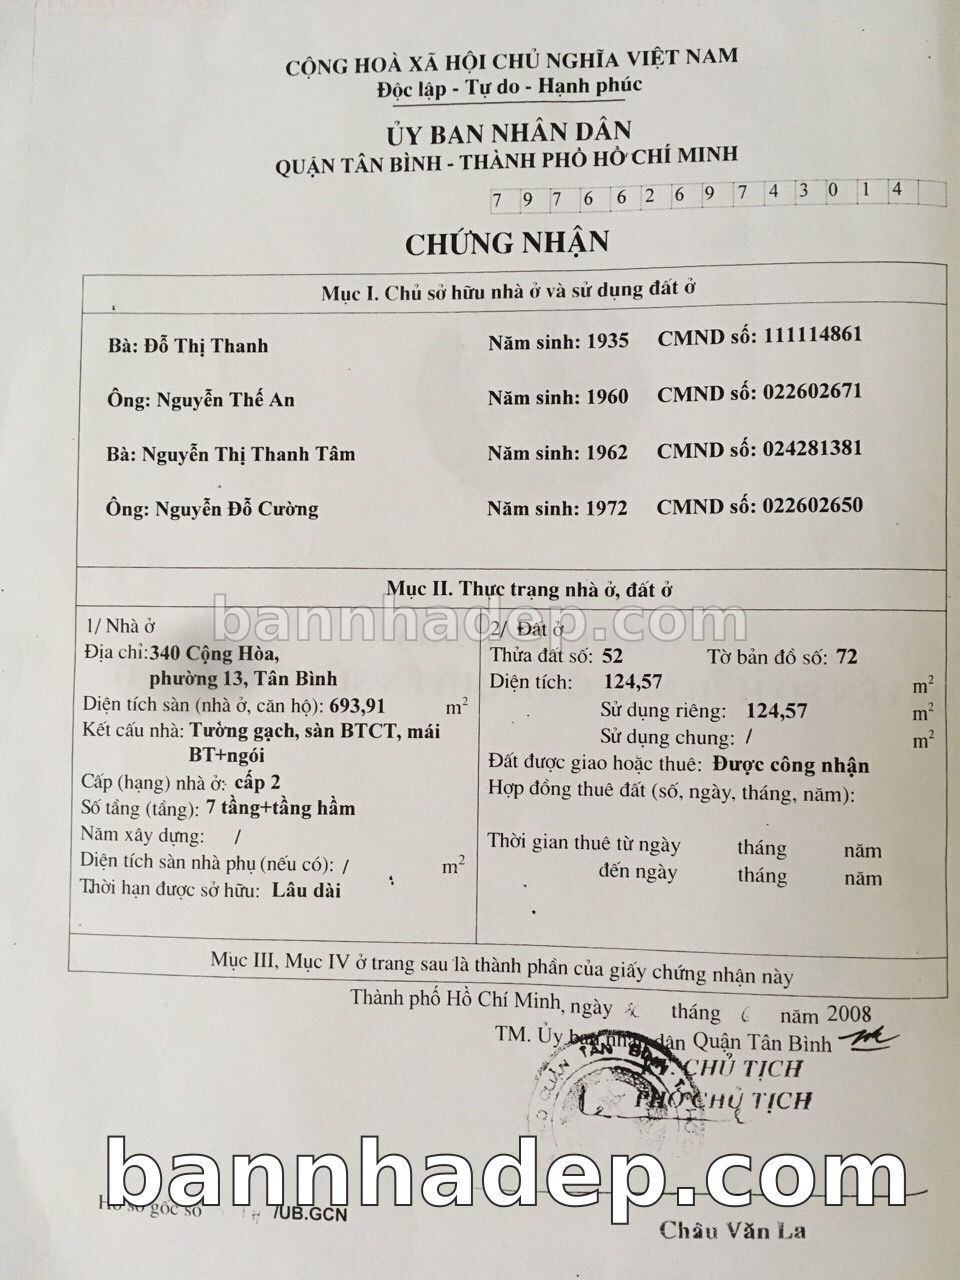 CỘNG HOÀ XÃ HỘI CHỦ NGHĨA VIỆT NAM
Độc lập - Tự do - Hạnh phúc
ỦY BAN NHÂN DÂN
QUẬN TÂN BÌNH - THÀNH PHỐ HỒ CHÍ MINH
7 9 7 6 6 2 6 9 7 4 3 0 1 4
CHỨNG NHẬN
Mục I. Chủ sở hữu nhà ở và sử dụng đất ở
Bà: Đỗ Thị Thanh Năm sinh: 1935 CMND số: 111114861
Ông: Nguyễn Thế An Năm sinh: 1960 CMND số: 022602671
Bà: Nguyễn Thị Thanh Tâm Năm sinh: 1962 CMND số: 024281381
Ông: Nguyễn Đỗ Cường Năm sinh: 1972 CMND số: 022602650
Mục II. Thực trạng nhà ở, đất ở
bannhadep.com
1/ Nhà ở
Địa chỉ: 340 Cộng Hòa,
phường 13, Tân Bình
Diện tích sàn (nhà ở, căn hộ): 693,91 m²
Kết cấu nhà: Tường gạch, sàn BTCT, mái
BT+ngói
Cấp (hạng) nhà ở: cấp 2
Số tầng (tầng): 7 tầng+tầng hầm
Năm xây dựng: /
Diện tích sàn nhà phụ (nếu có): / m²
Thời hạn được sở hữu: Lâu dài
2/ Đất ở
Thửa đất số: 52 Tờ bản đồ số: 72
Diện tích: 124,57 m²
Sử dụng riêng: 124,57 m²
Sử dụng chung: / m²
Đất được giao hoặc thuê: Được công nhận
Hợp đồng thuê đất (số, ngày, tháng, năm):
Thời gian thuê từ ngày tháng năm
đến ngày tháng năm
Mục III, Mục IV ở trang sau là thành phần của giấy chứng nhận này
Thành phố Hồ Chí Minh, ngày tháng 6 năm 2008
TM. Ủy ban nhân dân Quận Tân Bình
CHỦ TỊCH
PHÓ CHỦ TỊCH
QUẬN TÂN BÌNH
bannhadep.com
Hồ sơ gốc số /UB.GCN
Châu Văn La